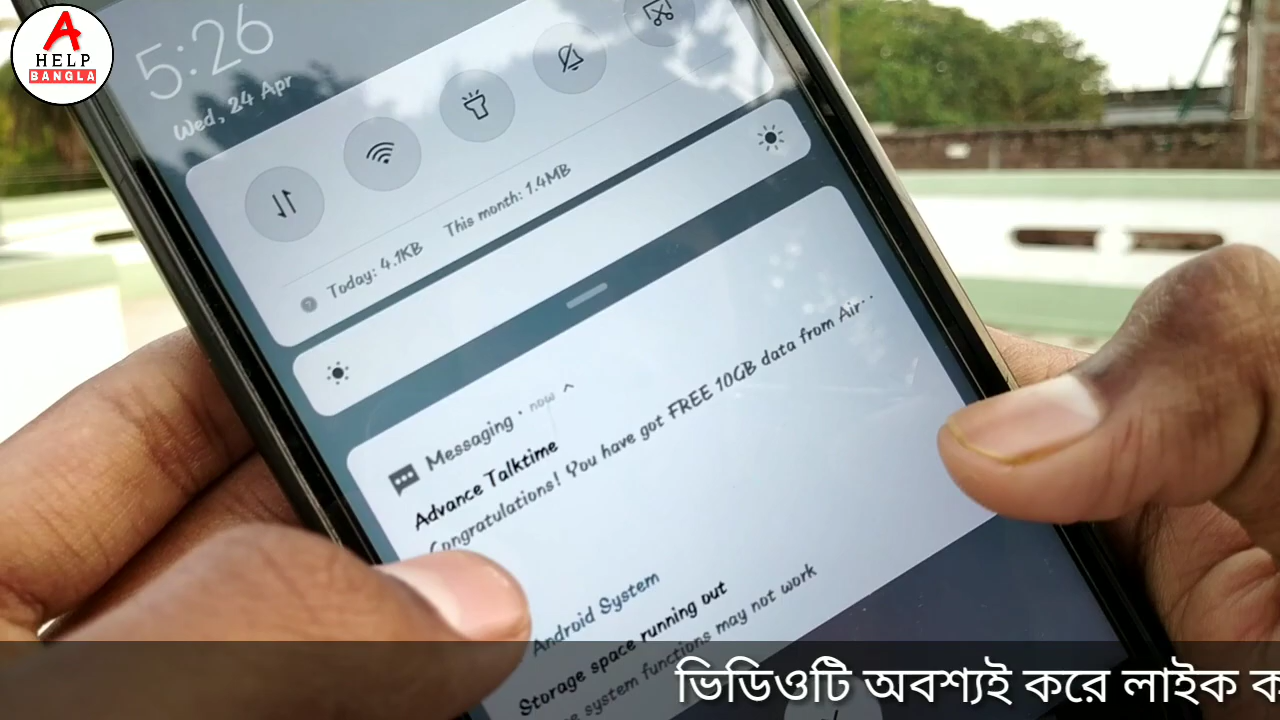 A
HELP
BANGLA
5:26
Wed, 24 Apr
Today: 4.1KB This month: 1.4MB
Messaging • now
Advance Talktime
Congratulations! You have got FREE 10GB data from Air··
Android System
Storage space running out
system functions may not work
ভিডিওটি অবশ্যই করে লাইক